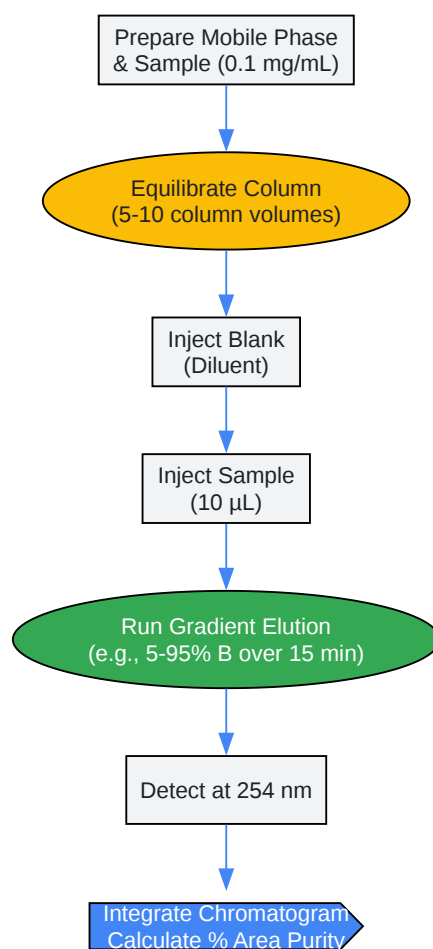 Prepare Mobile Phase
& Sample (0.1 mg/mL)
Equilibrate Column
(5-10 column volumes)
Inject Blank
(Diluent)
Inject Sample
(10 µL)
Run Gradient Elution
(e.g., 5-95% B over 15 min)
Detect at 254 nm
Integrate Chromatogram
Calculate % Area Purity